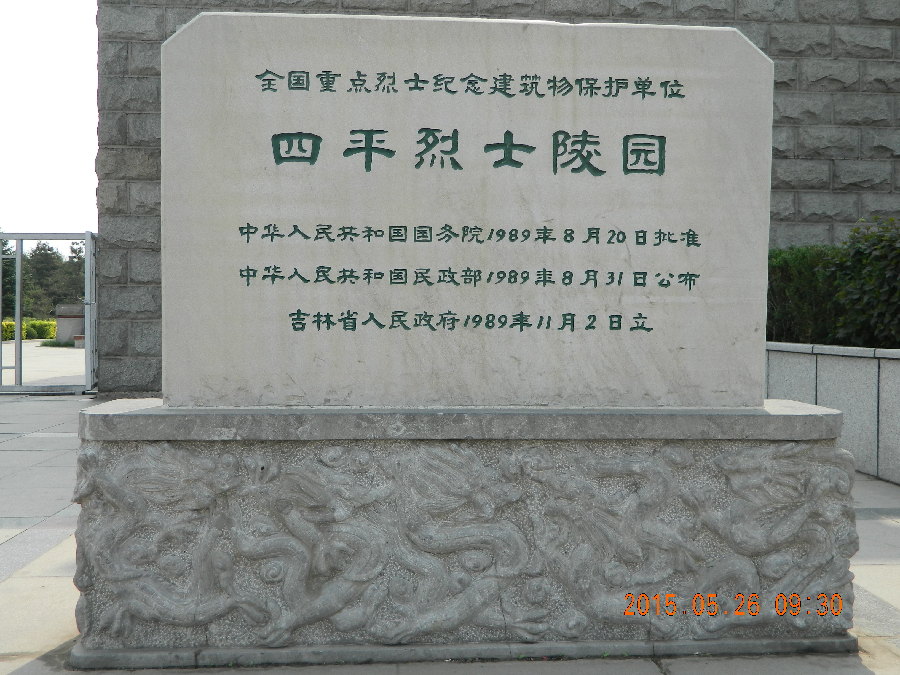 全国重点烈士纪念建筑物保护单位
四平烈士陵园
中华人民共和国国务院1989年8月20日批准
中华人民共和国民政部1989年8月31日公布
吉林省人民政府1989年11月2日立
2015.05.26 09:30